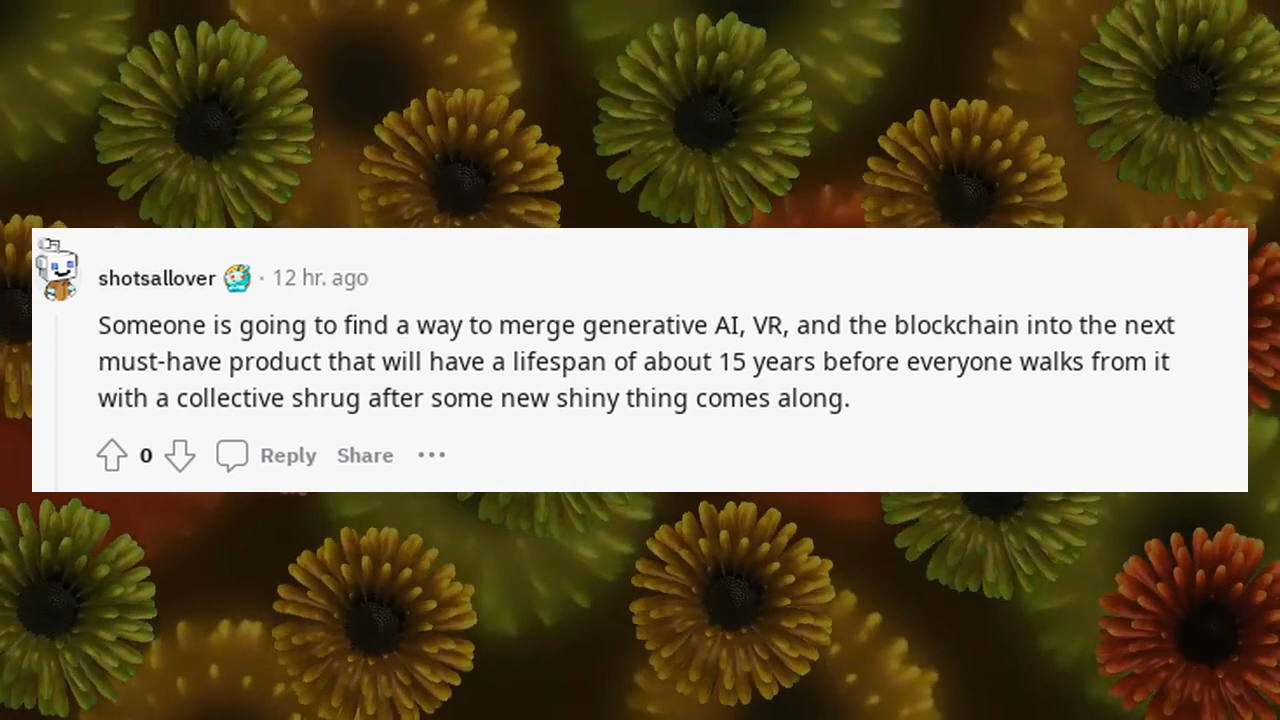 shotsallover · 12 hr. ago
Someone is going to find a way to merge generative AI, VR, and the blockchain into the next
must-have product that will have a lifespan of about 15 years before everyone walks from it
with a collective shrug after some new shiny thing comes along.
0 Reply Share ···